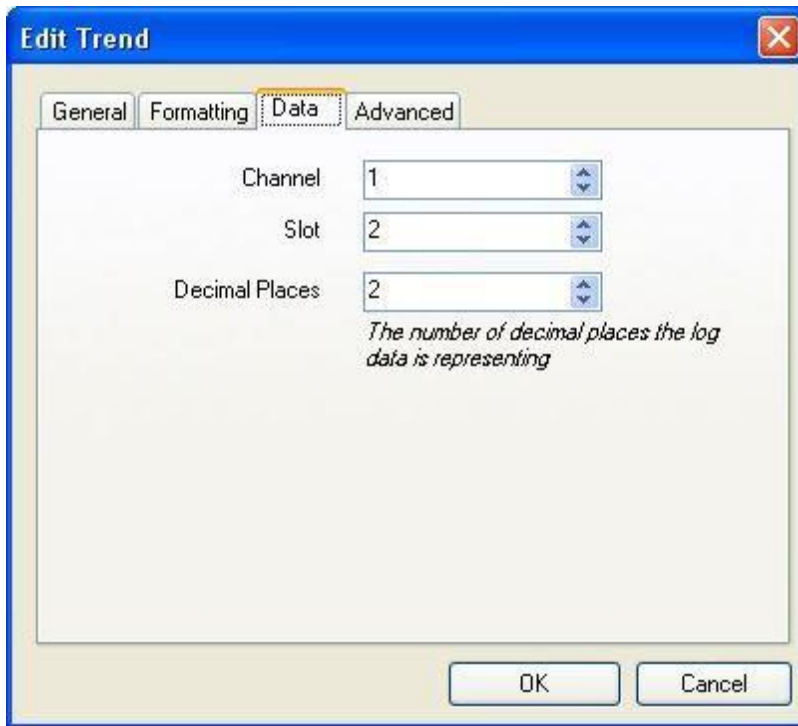 Edit Trend
General Formatting Data Advanced
Channel 1
Slot 2
Decimal Places 2
The number of decimal places the log
data is representing
OK Cancel